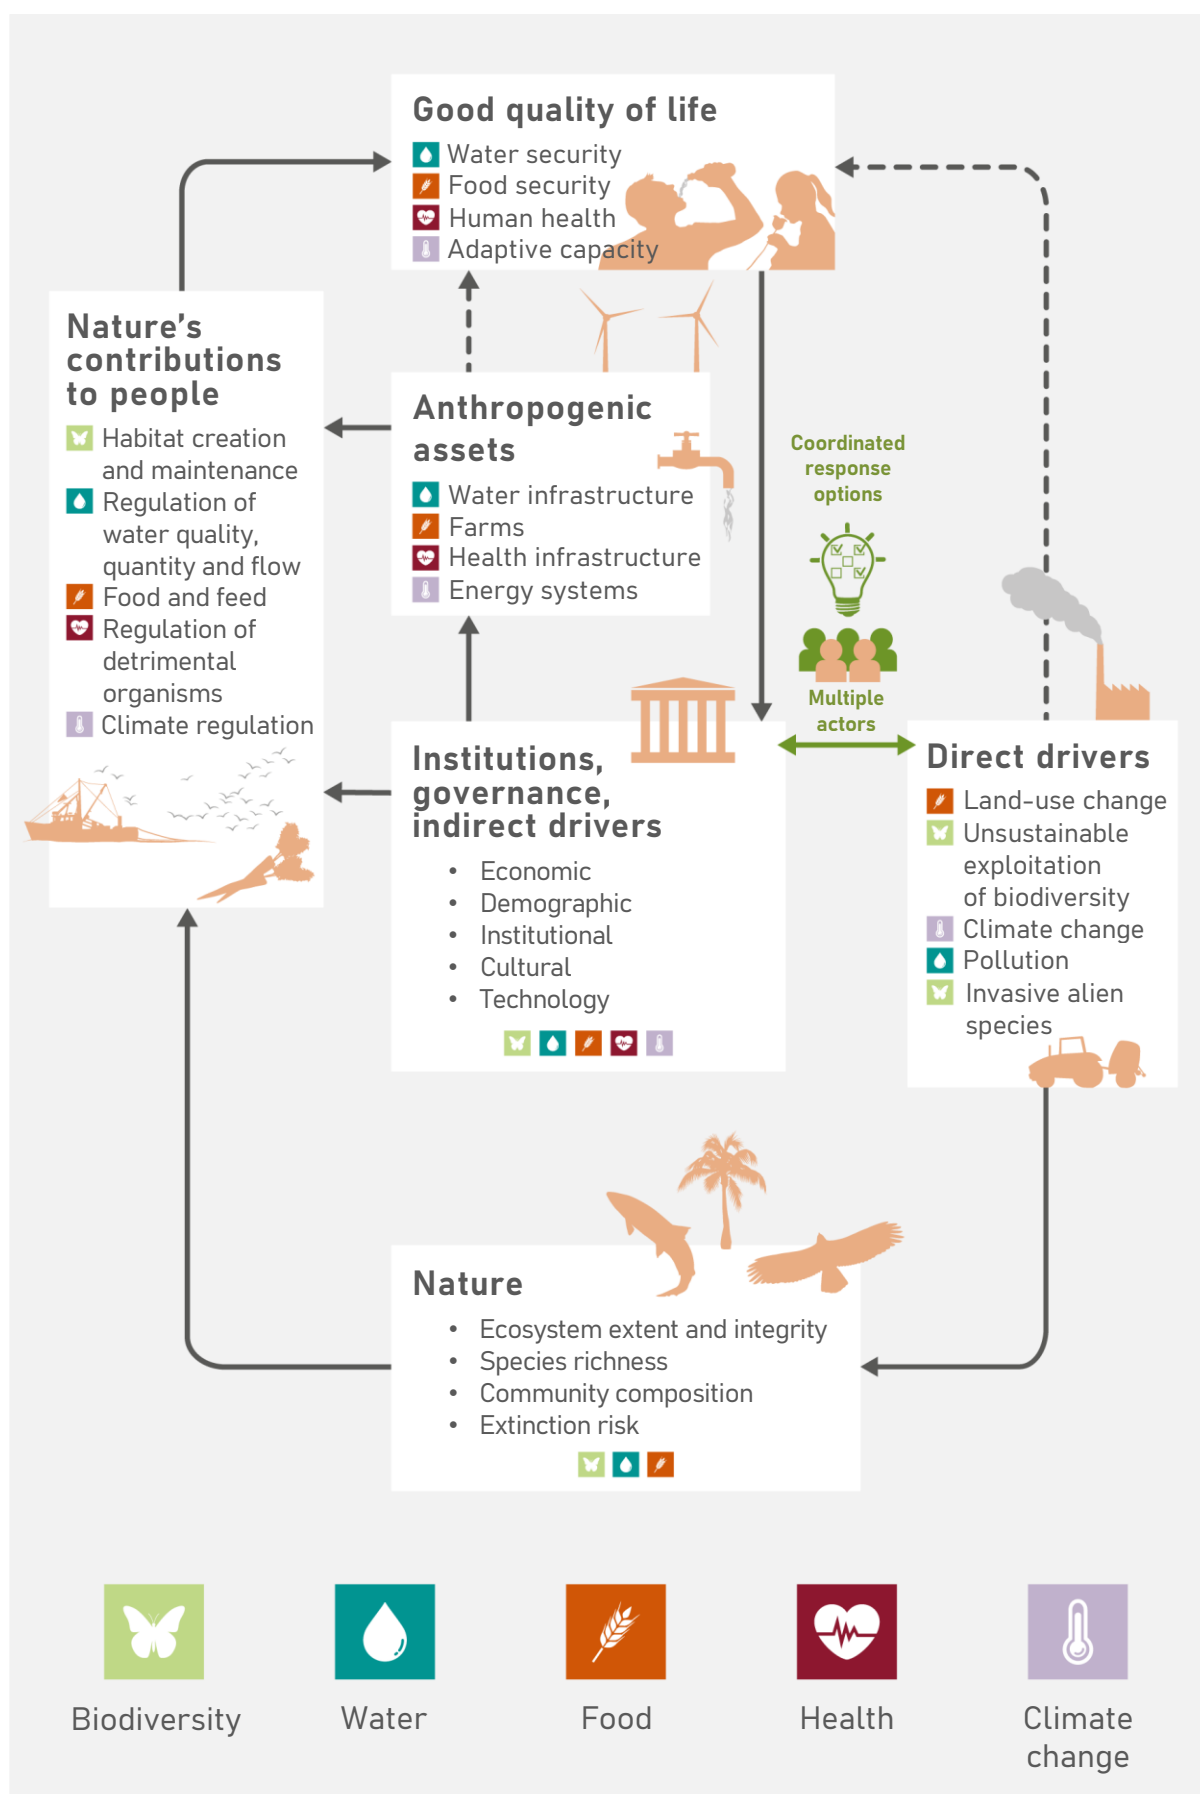 Good quality of life
Water security
Food security
Human health
Adaptive capacity
Nature's
contributions
to people
Habitat creation
and maintenance
Regulation of
water quality,
quantity and flow
Food and feed
Regulation of
detrimental
organisms
Climate regulation
Anthropogenic
assets
Water infrastructure
Farms
Health infrastructure
Energy systems
Coordinated
response
options
Multiple
actors
Institutions,
governance,
indirect drivers
• Economic
• Demographic
• Institutional
• Cultural
• Technology
Direct drivers
Land-use change
Unsustainable
exploitation
of biodiversity
Climate change
Pollution
Invasive alien
species
Nature
• Ecosystem extent and integrity
• Species richness
• Community composition
• Extinction risk
Biodiversity
Water
Food
Health
Climate
change